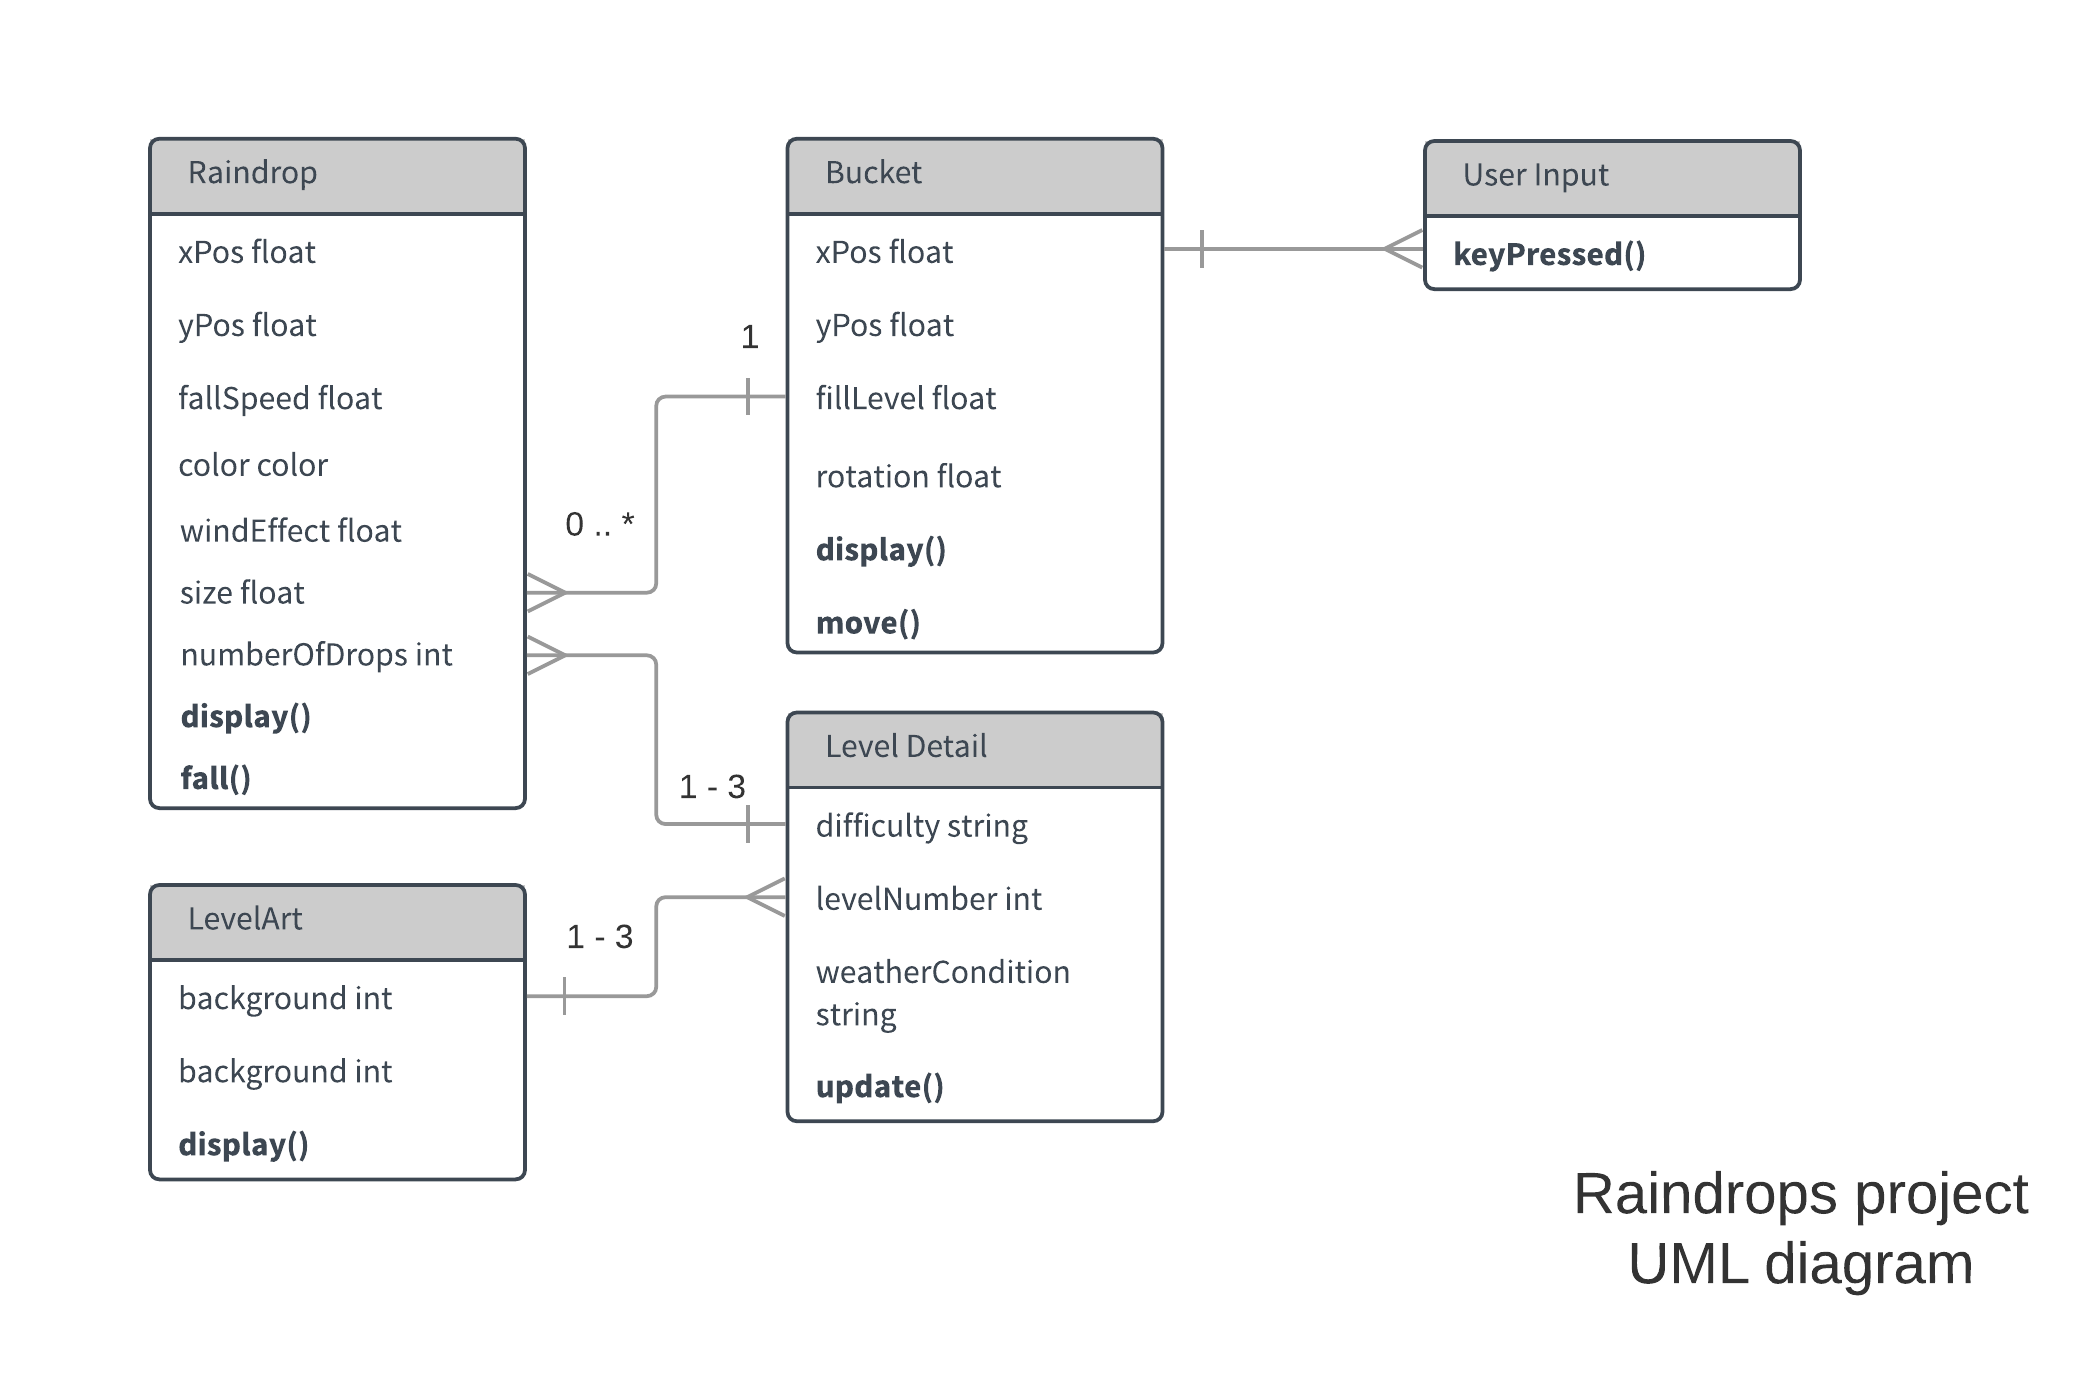 Raindrop
xPos float
yPos float
fallSpeed float
color color
windEffect float
size float
numberOfDrops int
display()
fall()
Bucket
xPos float
yPos float
fillLevel float
rotation float
display()
move()
User Input
keyPressed()
1
0 .. *
1 - 3
Level Detail
difficulty string
levelNumber int
weatherCondition
string
update()
LevelArt
background int
background int
display()
1 - 3
Raindrops project
UML diagram